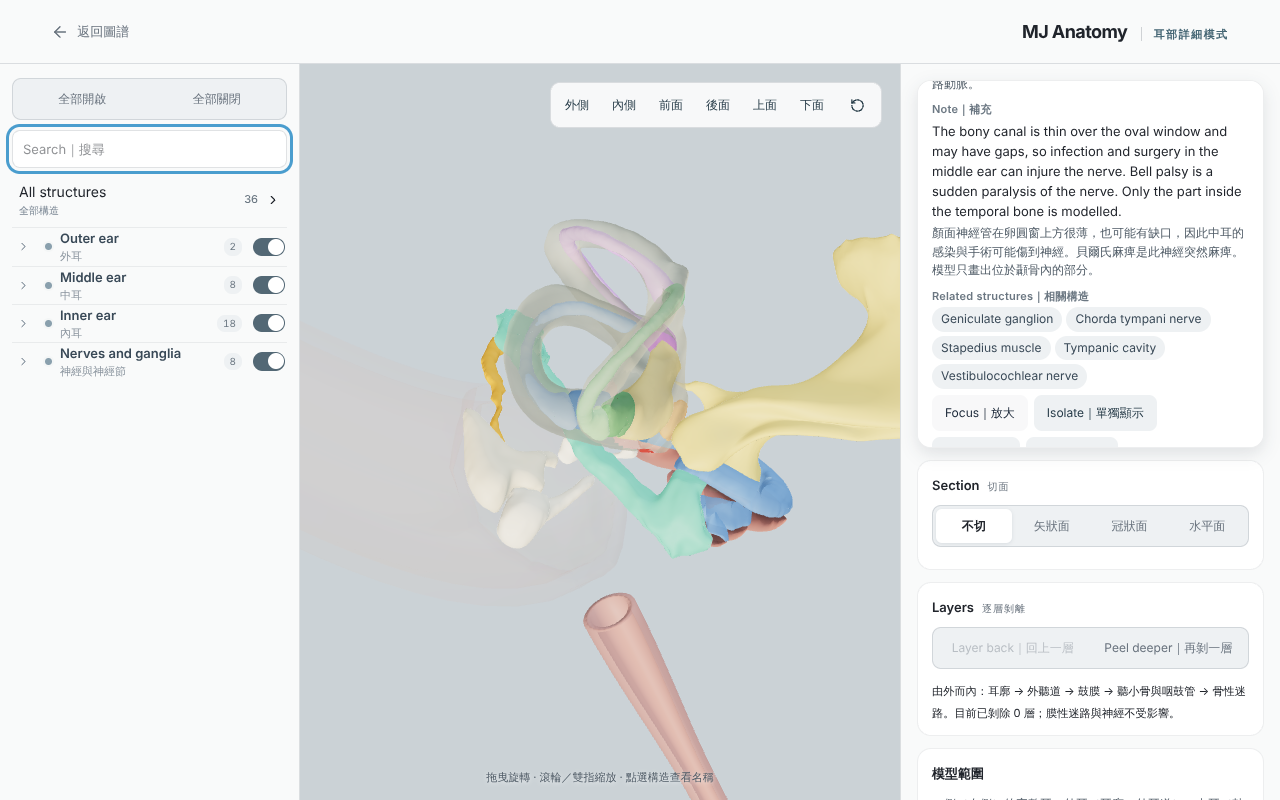 返回圖譜
MJ Anatomy
耳部詳細模式
全部開啟
全部關閉
Search｜搜尋
All structures
全部構造
36
Outer ear
外耳
2
Middle ear
中耳
8
Inner ear
內耳
18
Nerves and ganglia
神經與神經節
8
外側
內側
前面
後面
上面
下面
拖曳旋轉 · 滾輪／雙指縮放 · 點選構造查看名稱
路動脈。
Note｜補充
The bony canal is thin over the oval window and
may have gaps, so infection and surgery in the
middle ear can injure the nerve. Bell palsy is a
sudden paralysis of the nerve. Only the part inside
the temporal bone is modelled.
顏面神經管在卵圓窗上方很薄，也可能有缺口，因此中耳的
感染與手術可能傷到神經。貝爾氏麻痺是此神經突然麻痺。
模型只畫出位於顳骨內的部分。
Related structures｜相關構造
Geniculate ganglion
Chorda tympani nerve
Stapedius muscle
Tympanic cavity
Vestibulocochlear nerve
Focus｜放大
Isolate｜單獨顯示
Section 切面
不切
矢狀面
冠狀面
水平面
Layers 逐層剝離
Layer back｜回上一層
Peel deeper｜再剝一層
由外而內：耳廓 → 外聽道 → 鼓膜 → 聽小骨與咽鼓管 → 骨性迷
路。目前已剝除 0 層；膜性迷路與神經不受影響。
模型範圍